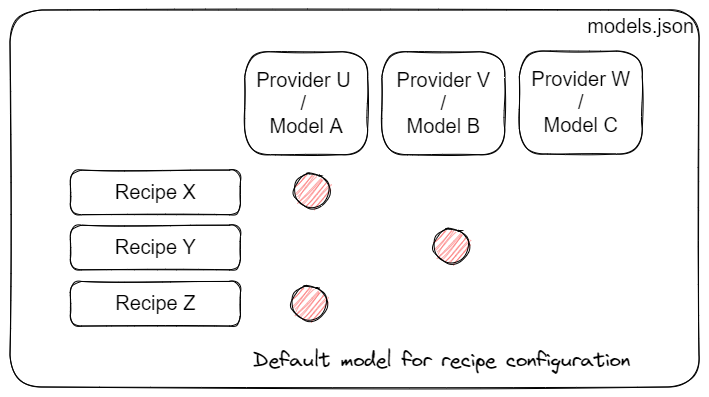 models.json
Provider U
/
Model A
Provider V
/
Model B
Provider W
/
Model C
Recipe X
Recipe Y
Recipe Z
Default model for recipe configuration